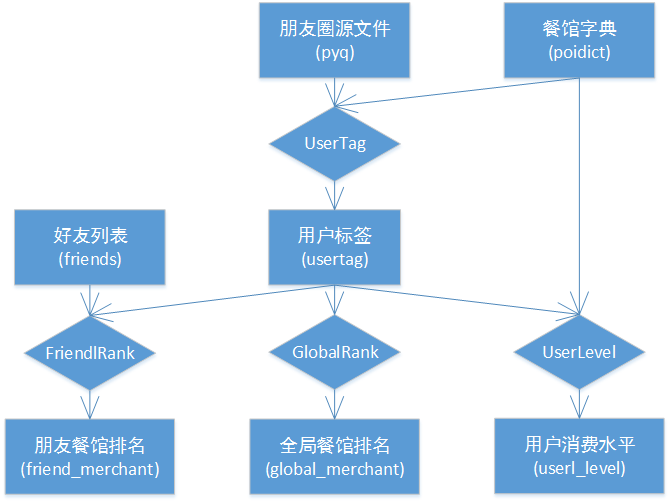 朋友圈源文件
(pyq)
餐馆字典
(poidict)
UserTag
好友列表
(friends)
用户标签
(usertag)
FriendlRank
GlobalRank
UserLevel
朋友餐馆排名
(friend_merchant)
全局餐馆排名
(global_merchant)
用户消费水平
(userl_level)